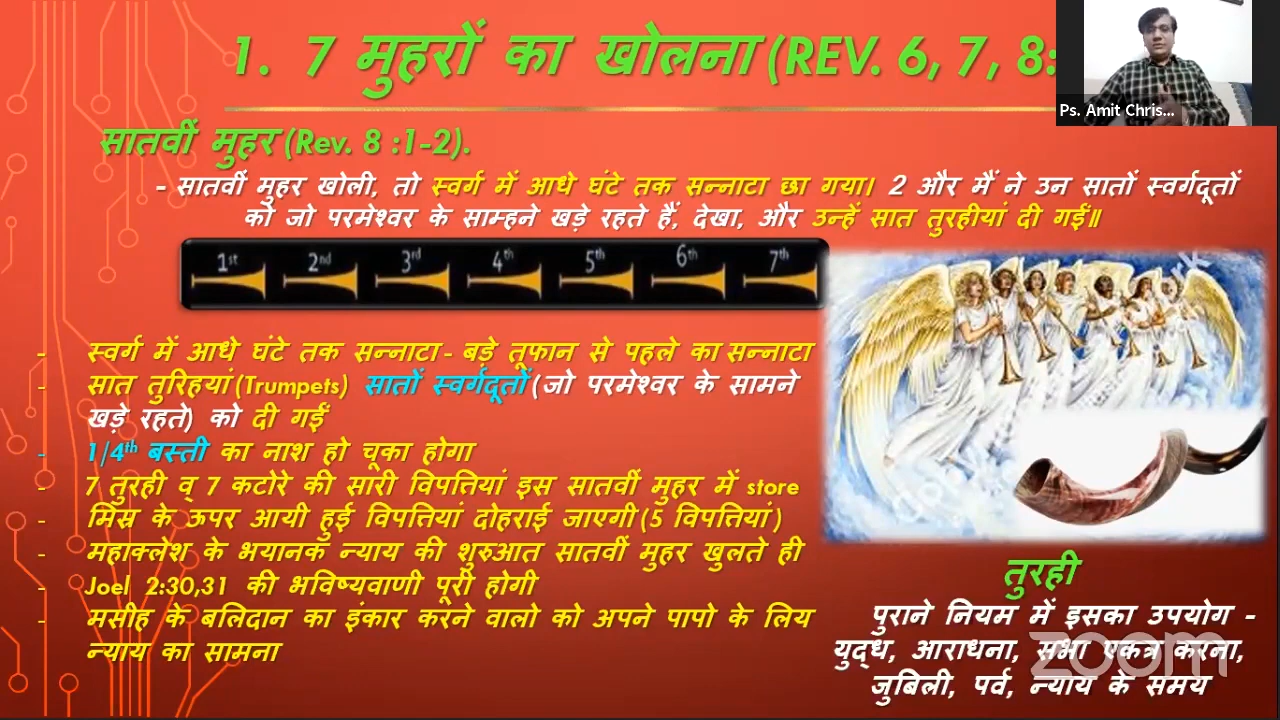 1. 7 मुहरों का खोलना (REV. 6, 7, 8:
Ps. Amit Chris...
सातवीं मुहर (Rev. 8 :1-2).
- सातवीं मुहर खोली, तो स्वर्ग में आधे घंटे तक सन्नाटा छा गया। 2 और मैं ने उन सातों स्वर्गदूतों
को जो परमेश्वर के साम्हने खड़े रहते हैं, देखा, और उन्हें सात तुरहीयां दी गईं॥
1st 2nd 3rd 4th 5th 6th 7th
- स्वर्ग में आधे घंटे तक सन्नाटा - बड़े तूफान से पहले का सन्नाटा
- सात तुरिहयां (Trumpets) सातों स्वर्गदूतों (जो परमेश्वर के सामने
खड़े रहते) को दी गईं
- 1/4th बस्ती का नाश हो चूका होगा
- 7 तुरही व् 7 कटोरे की सारी विपत्तियां इस सातवीं मुहर में store
- मिस्र के ऊपर आयी हुई विपत्तियां दोहराई जाएगी (5 विपत्तियां )
- महाक्लेश के भयानक न्याय की शुरुआत सातवीं मुहर खुलते ही
- Joel 2:30,31 की भविष्यवाणी पूरी होगी
- मसीह के बलिदान का इंकार करने वालो को अपने पापो के लिय
न्याय का सामना
तुरही
पुराने नियम में इसका उपयोग -
युद्ध, आराधना, सभा एकत्र करना,
जुबिली, पर्व, न्याय के समय
zoom